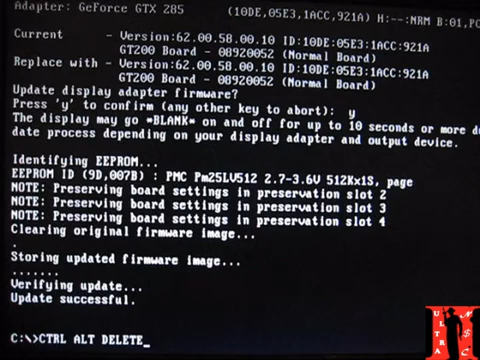 Adapter: GeForce GTX 285 (10DE,05E3,1ACC,921A) H:--:NRM B:01,PC
Current - Version:62.00.58.00.10 ID:10DE:05E3:1ACC:921A
GT200 Board - 08920052 (Normal Board)
Replace with - Version:62.00.58.00.10 ID:10DE:05E3:1ACC:921A
GT200 Board - 08920052 (Normal Board)
Update display adapter firmware?
Press 'y' to confirm (any other key to abort): y
The display may go *BLANK* on and off for up to 10 seconds or more du
date process depending on your display adapter and output device.
Identifying EEPROM...
EEPROM ID (9D,007B) : PMC Pm25LV512 2.7-3.6V 512Kx1S, page
NOTE: Preserving board settings in preservation slot 2
NOTE: Preserving board settings in preservation slot 3
NOTE: Preserving board settings in preservation slot 4
Clearing original firmware image...
.
Storing updated firmware image...
.......
Verifying update...
Update successful.
C:\>CTRL ALT DELETE_
ULTRA